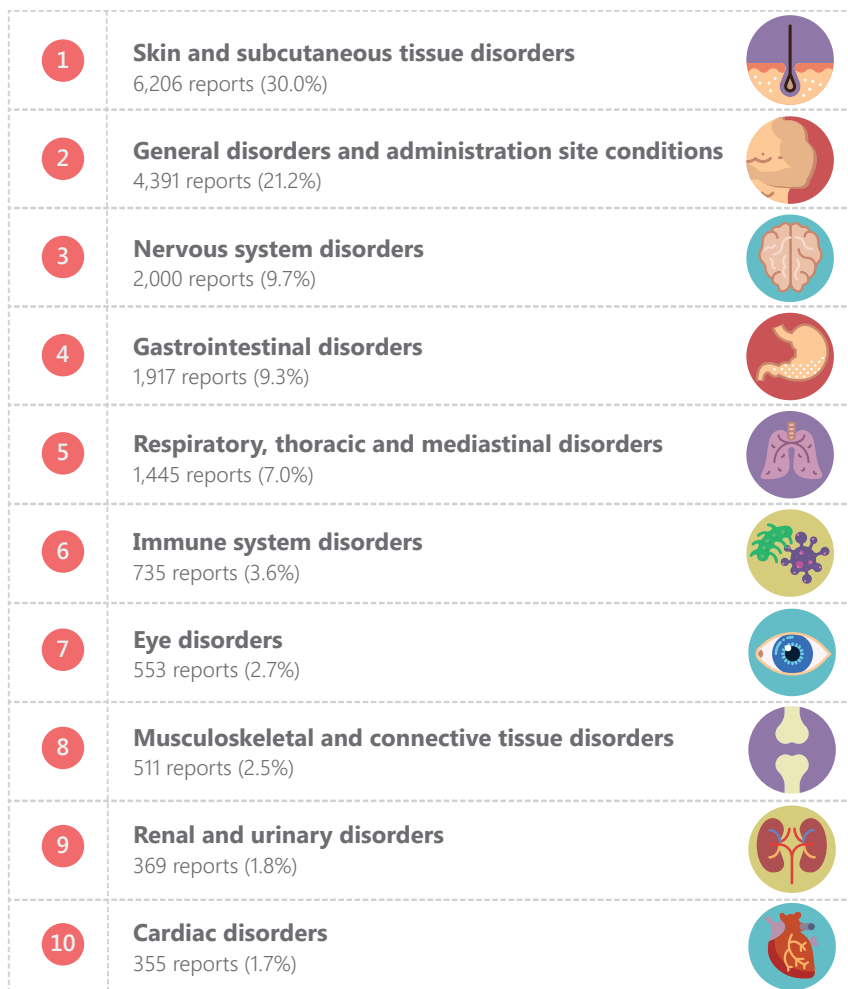 1
Skin and subcutaneous tissue disorders
6,206 reports (30.0%)
2
General disorders and administration site conditions
4,391 reports (21.2%)
3
Nervous system disorders
2,000 reports (9.7%)
4
Gastrointestinal disorders
1,917 reports (9.3%)
5
Respiratory, thoracic and mediastinal disorders
1,445 reports (7.0%)
6
Immune system disorders
735 reports (3.6%)
7
Eye disorders
553 reports (2.7%)
8
Musculoskeletal and connective tissue disorders
511 reports (2.5%)
9
Renal and urinary disorders
369 reports (1.8%)
10
Cardiac disorders
355 reports (1.7%)